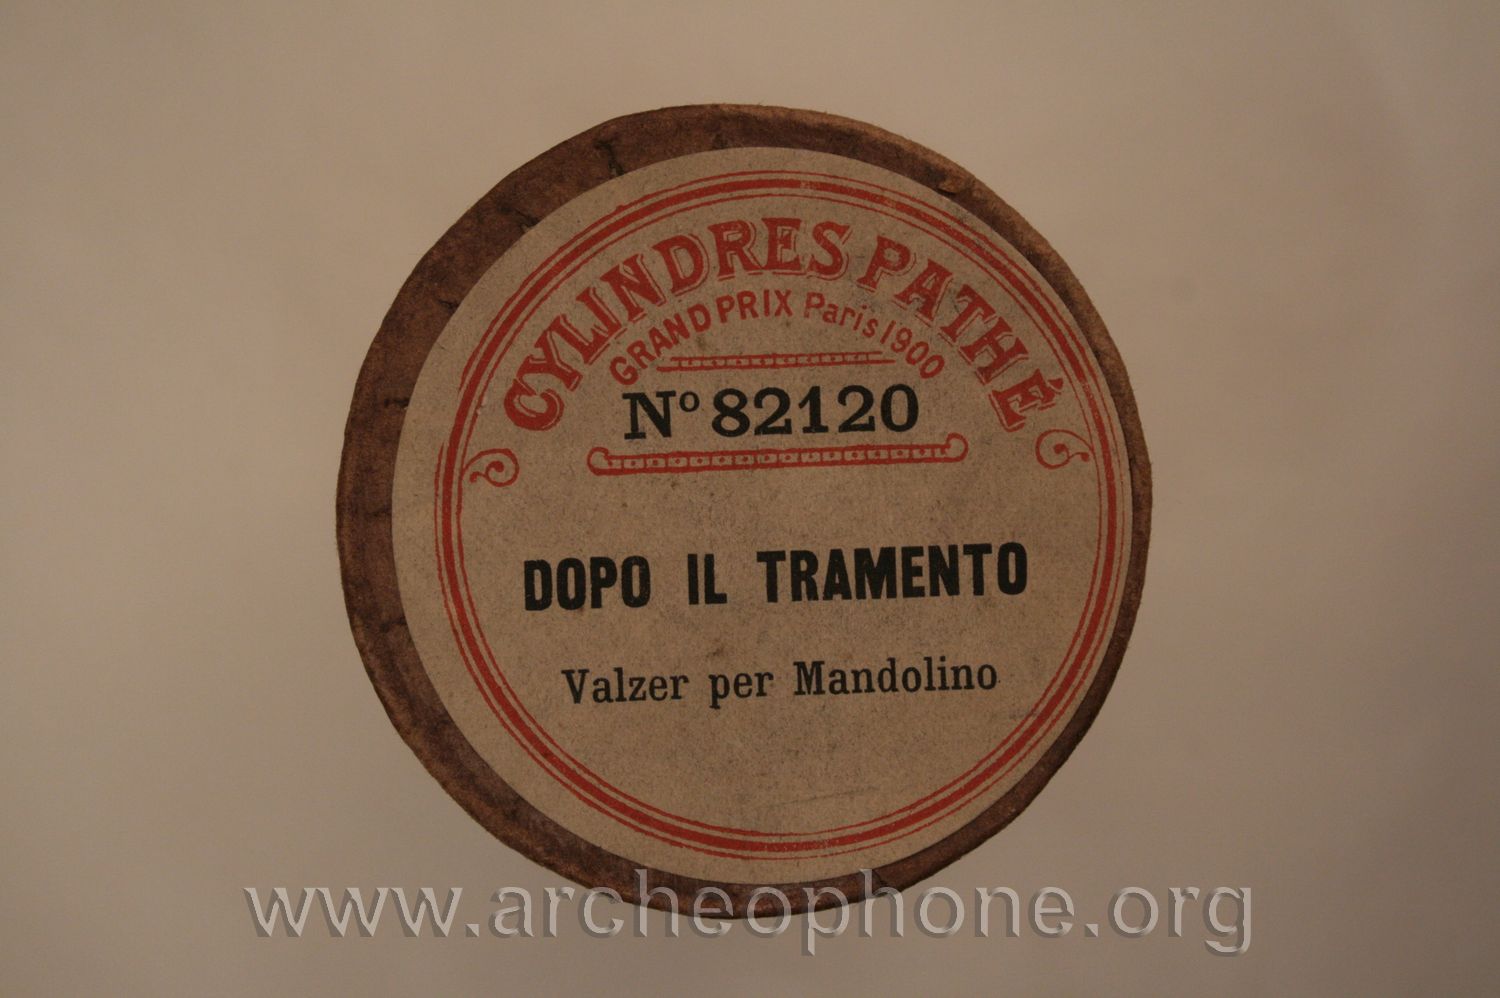 CYLINDRES PATHÉ
GRAND PRIX Paris 1900
Nº 82120
DOPO IL TRAMENTO
Valzer per Mandolino
www.archeophone.org